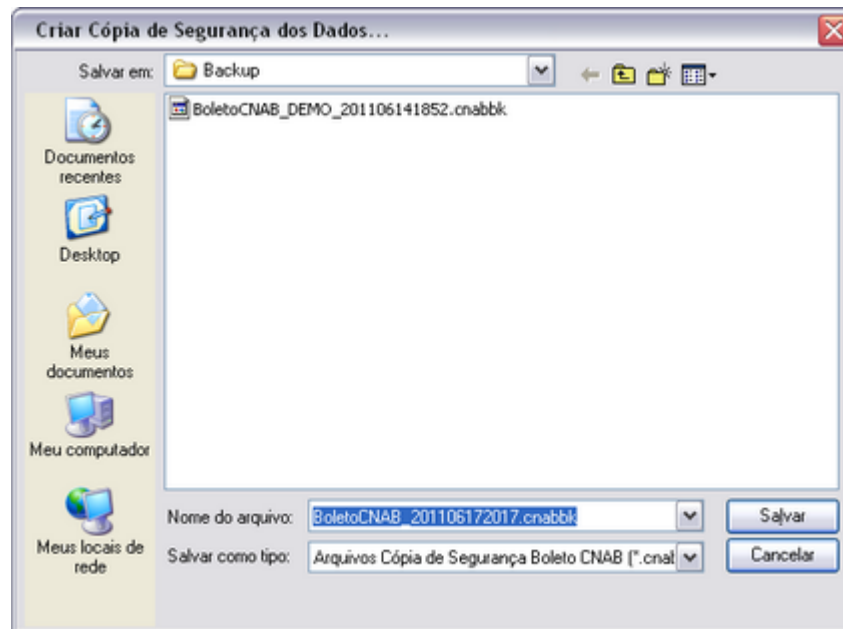 Criar Cópia de Segurança dos Dados...
Salvar em:
Backup
BoletoCNAB_DEMO_201106141852.cnabbk
Documentos
recentes
Desktop
Meus
documentos
Meu computador
Meus locais de
rede
Nome do arquivo:
BoletoCNAB_201106172017.cnabbk
Salvar
Salvar como tipo:
Arquivos Cópia de Segurança Boleto CNAB (*.cnab
Cancelar